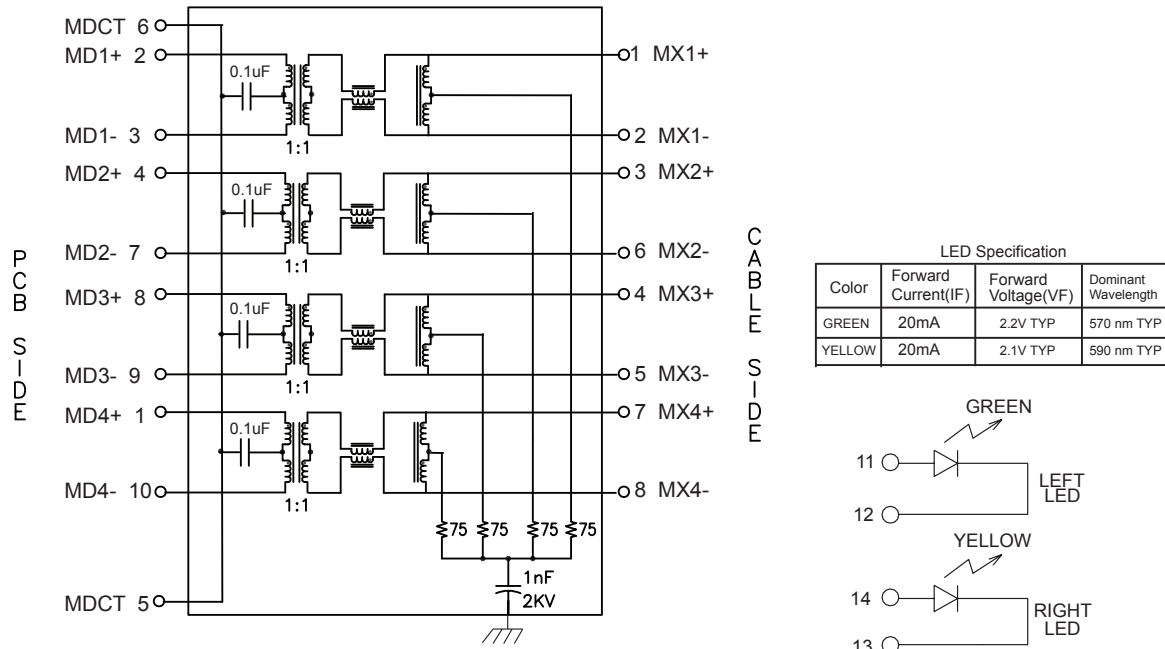 MDCT 6
MD1+ 2
0.1uF
MD1- 3
1:1
1 MX1+
2 MX1-
MD2+ 4
0.1uF
MD2- 7
1:1
3 MX2+
6 MX2-
MD3+ 8
0.1uF
MD3- 9
1:1
4 MX3+
5 MX3-
MD4+ 1
0.1uF
MD4- 10
1:1
7 MX4+
8 MX4-
75 75 75 75
1nF
2KV
MDCT 5
PCB SIDE
CABLE SIDE
LED Specification
Color Forward Current(IF) Forward Voltage(VF) Dominant Wavelength
GREEN 20mA 2.2V TYP 570 nm TYP
YELLOW 20mA 2.1V TYP 590 nm TYP
GREEN
11
12
LEFT
LED
YELLOW
14
13
RIGHT
LED